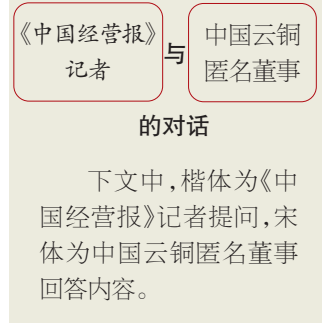 《中国经营报》
记者
与
中国云铜
匿名董事
的对话
下文中，楷体为《中
国经营报》记者提问，宋
体为中国云铜匿名董事
回答内容。